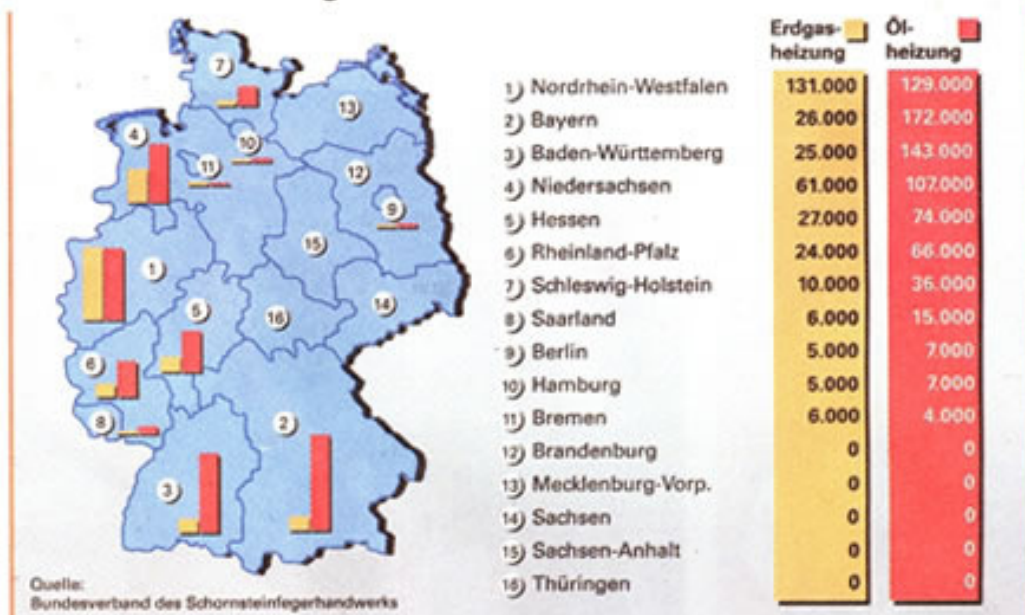 Erdgas-
heizung
Öl-
heizung
1 Nordrhein-Westfalen 131.000 129.000
2 Bayern 26.000 172.000
3 Baden-Württemberg 25.000 143.000
4 Niedersachsen 61.000 107.000
5 Hessen 27.000 74.000
6 Rheinland-Pfalz 24.000 66.000
7 Schleswig-Holstein 10.000 36.000
8 Saarland 6.000 15.000
9 Berlin 5.000 7.000
10 Hamburg 5.000 7.000
11 Bremen 6.000 4.000
12 Brandenburg 0 0
13 Mecklenburg-Vorp. 0 0
14 Sachsen 0 0
15 Sachsen-Anhalt 0 0
16 Thüringen 0 0
7
13
4
10
11
12
9
15
1
14
5
16
6
8
2
3
Quelle:
Bundesverband des Schornsteinfegerhandwerks